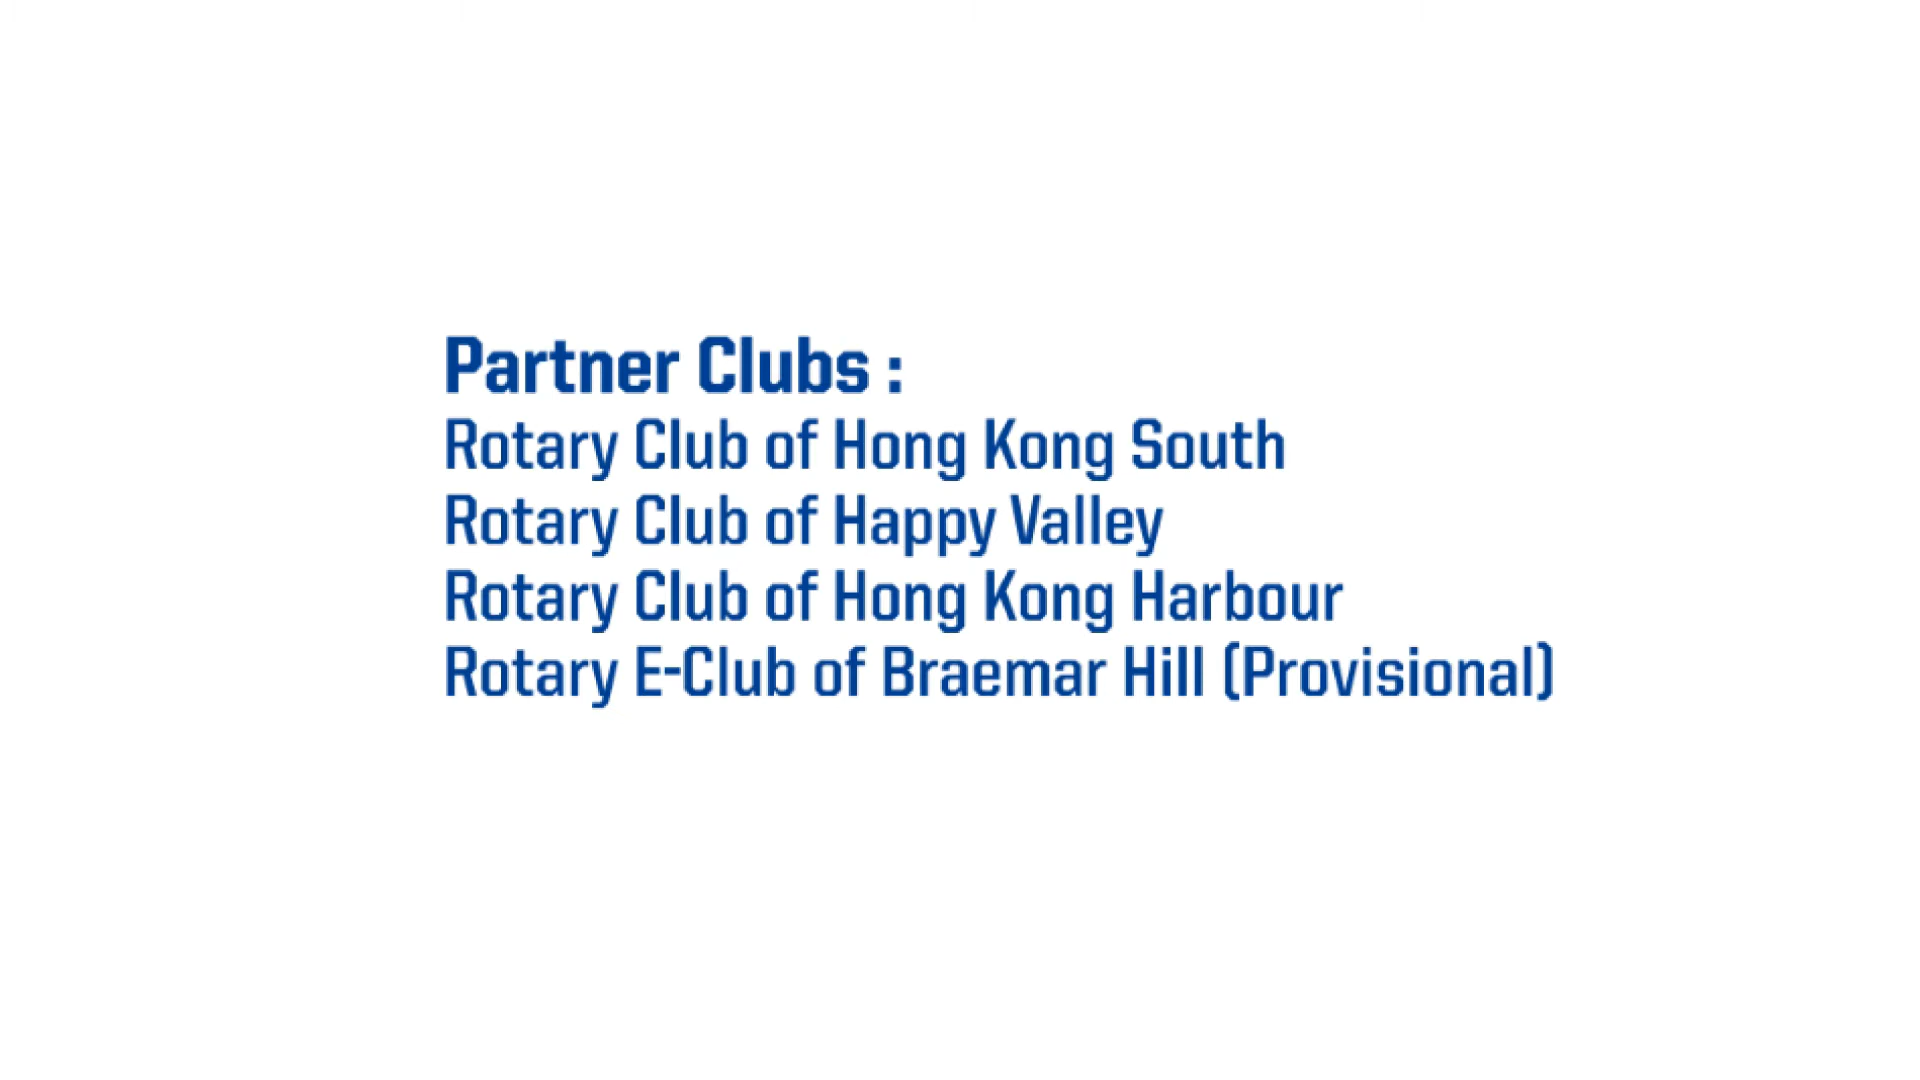 Partner Clubs :
Rotary Club of Hong Kong South
Rotary Club of Happy Valley
Rotary Club of Hong Kong Harbour
Rotary E-Club of Braemar Hill (Provisional)